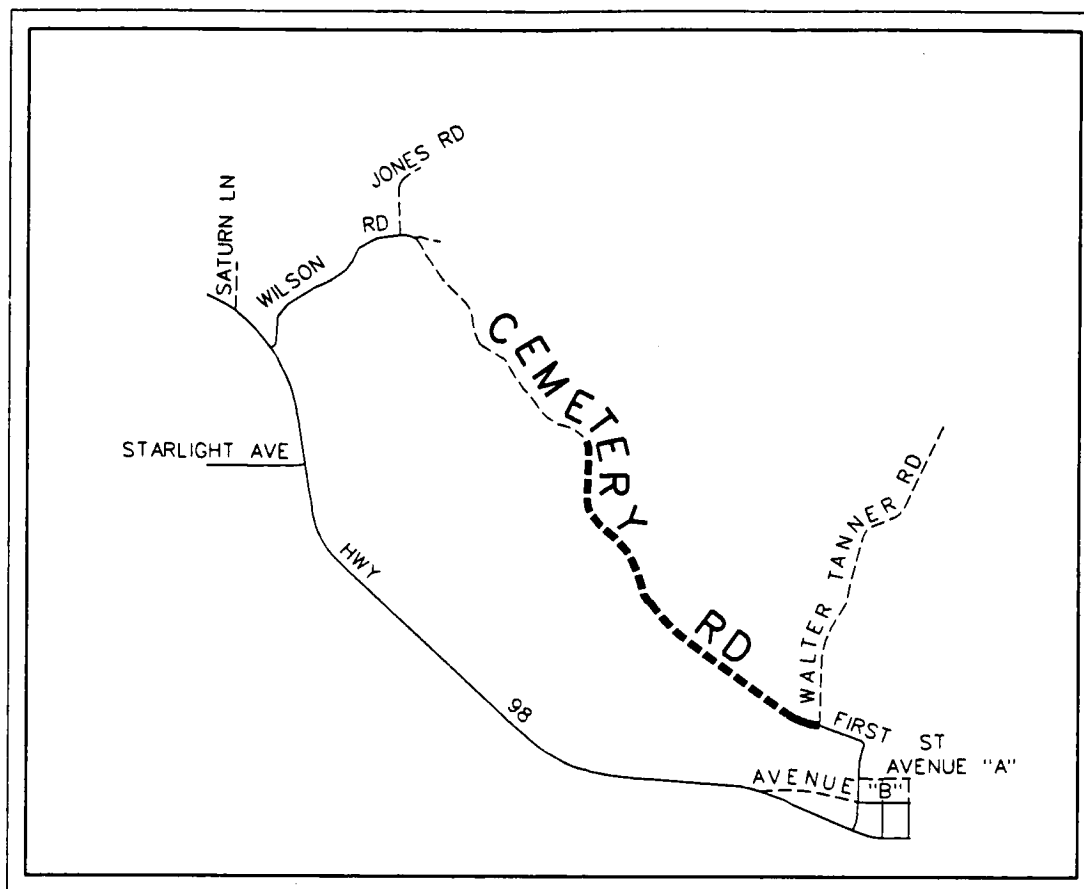 JONES RD
SATURN LN
WILSON RD
CEMETERY RD
STARLIGHT AVE
WALTER TANNER RD
HWY 98
FIRST ST
AVENUE "A"
AVENUE "B"